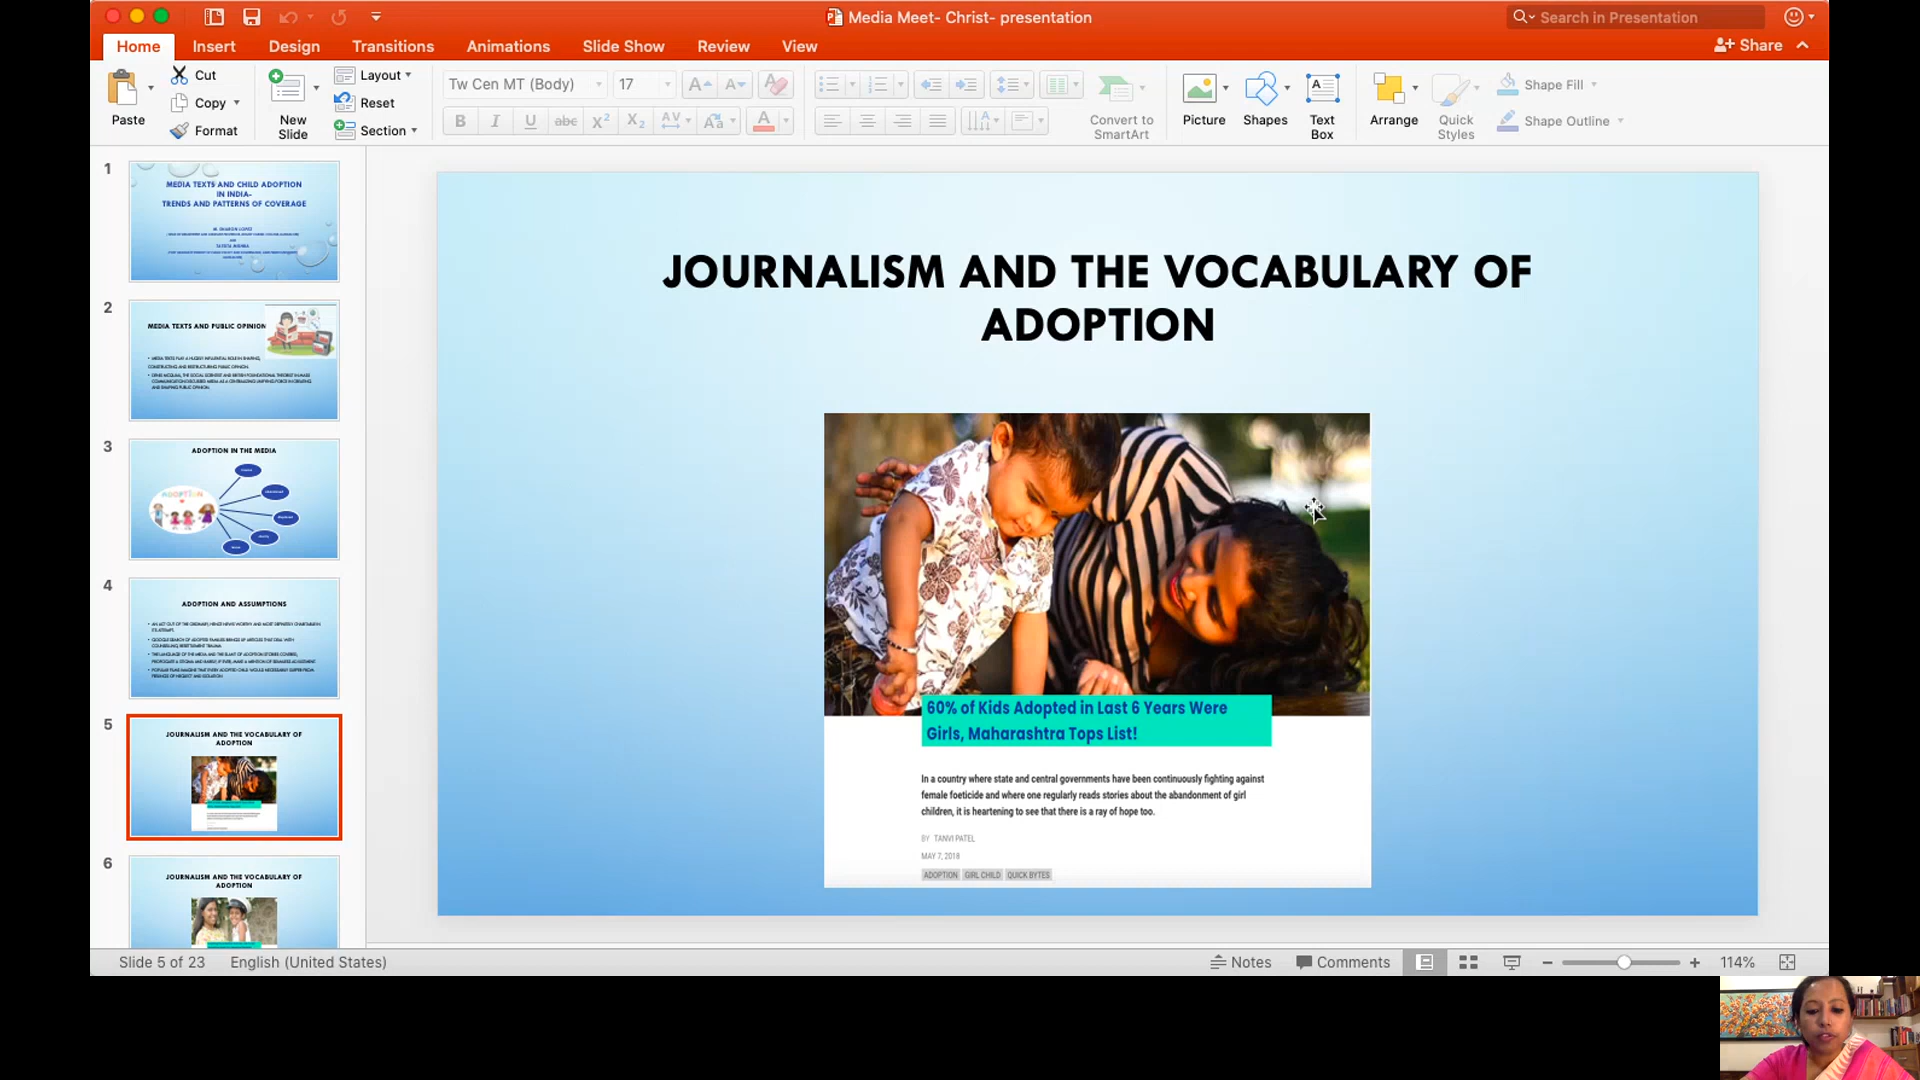 Media Meet- Christ- presentation
Search in Presentation
Home Insert Design Transitions Animations Slide Show Review View
Share
Paste
Cut
Copy
Format
New
Slide
Layout
Reset
Section
Tw Cen MT (Body) 17
Convert to
SmartArt
Picture
Shapes
Text
Box
Arrange
Quick
Styles
Shape Fill
Shape Outline
1
MEDIA TEXTS AND CHILD ADOPTION
IN INDIA-
TRENDS AND PATTERNS OF COVERAGE
2
MEDIA TEXTS AND PUBLIC OPINION
3
ADOPTION IN THE MEDIA
ADOPTION
4
ADOPTION AND ASSUMPTIONS
5
JOURNALISM AND THE VOCABULARY OF
ADOPTION
6
JOURNALISM AND THE VOCABULARY OF
ADOPTION
JOURNALISM AND THE VOCABULARY OF
ADOPTION
60% of Kids Adopted in Last 6 Years Were
Girls, Maharashtra Tops List!
In a country where state and central governments have been continuously fighting against
female foeticide and where one regularly reads stories about the abandonment of girl
children, it is heartening to see that there is a ray of hope too.
BY TANVI PATEL
MAY 7, 2018
ADOPTION GIRL CHILD QUICK BYTES
Slide 5 of 23 English (United States)
Notes Comments 114%